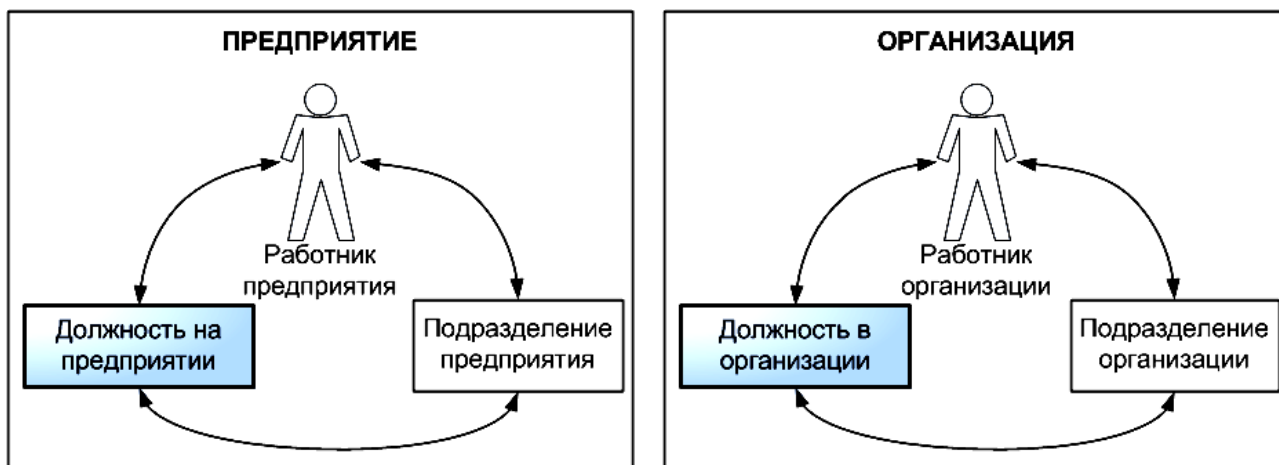 ПРЕДПРИЯТИЕ
Работник
предприятия
Должность на
предприятии
Подразделение
предприятия
ОРГАНИЗАЦИЯ
Работник
организации
Должность в
организации
Подразделение
организации